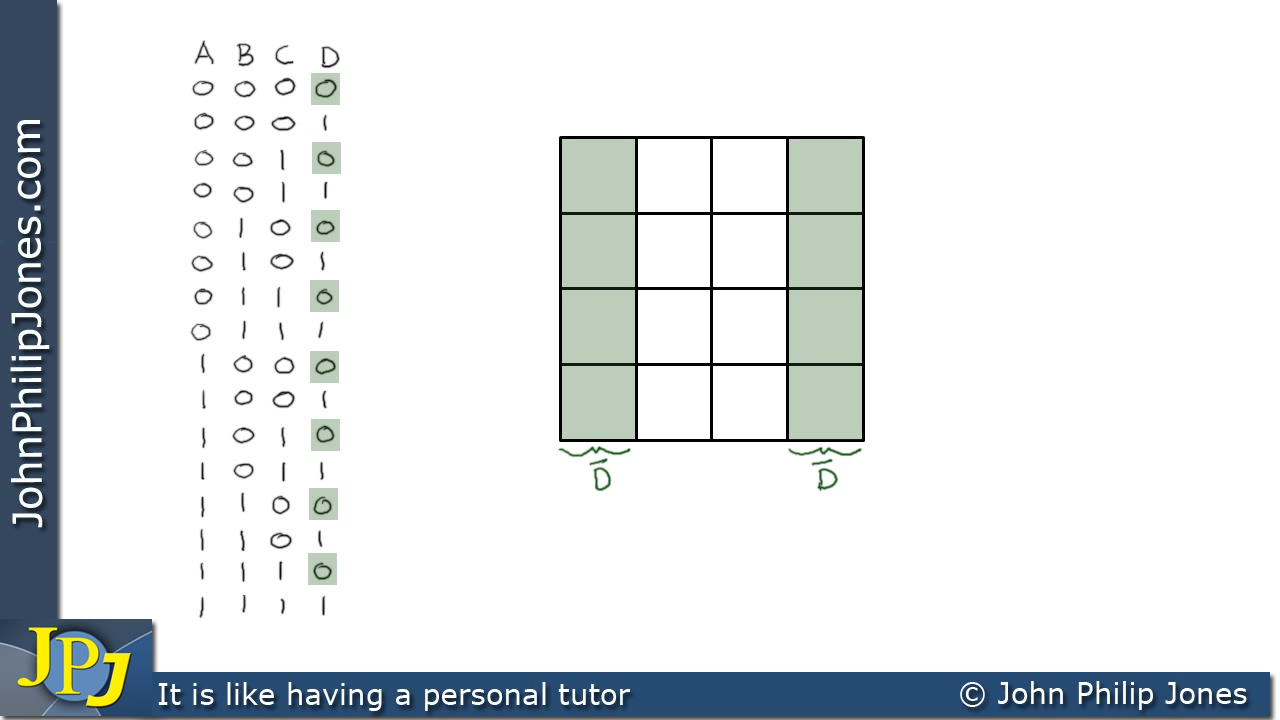 JohnPhilipJones.com
A B C D
0 0 0 0
0 0 0 1
0 0 1 0
0 0 1 1
0 1 0 0
0 1 0 1
0 1 1 0
0 1 1 1
1 0 0 0
1 0 0 1
1 0 1 0
1 0 1 1
1 1 0 0
1 1 0 1
1 1 1 0
1 1 1 1
D̅ D̅
JPJ
It is like having a personal tutor
© John Philip Jones